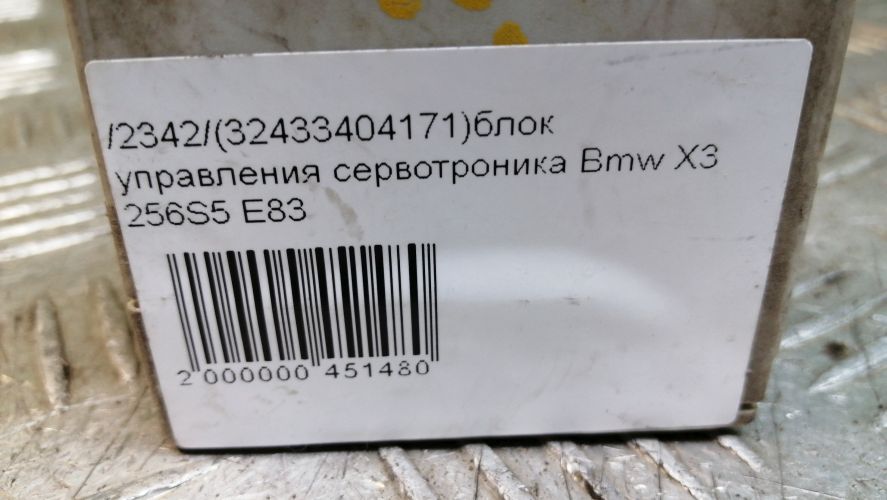 /2342/(32433404171)блок
управления сервотроника Bmw X3
256S5 E83
2 000000 451480